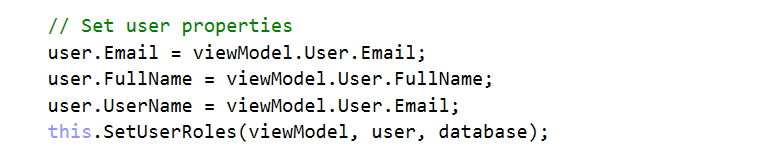 // Set user properties
user.Email = viewModel.User.Email;
user.FullName = viewModel.User.FullName;
user.UserName = viewModel.User.Email;
this.SetUserRoles(viewModel, user, database);